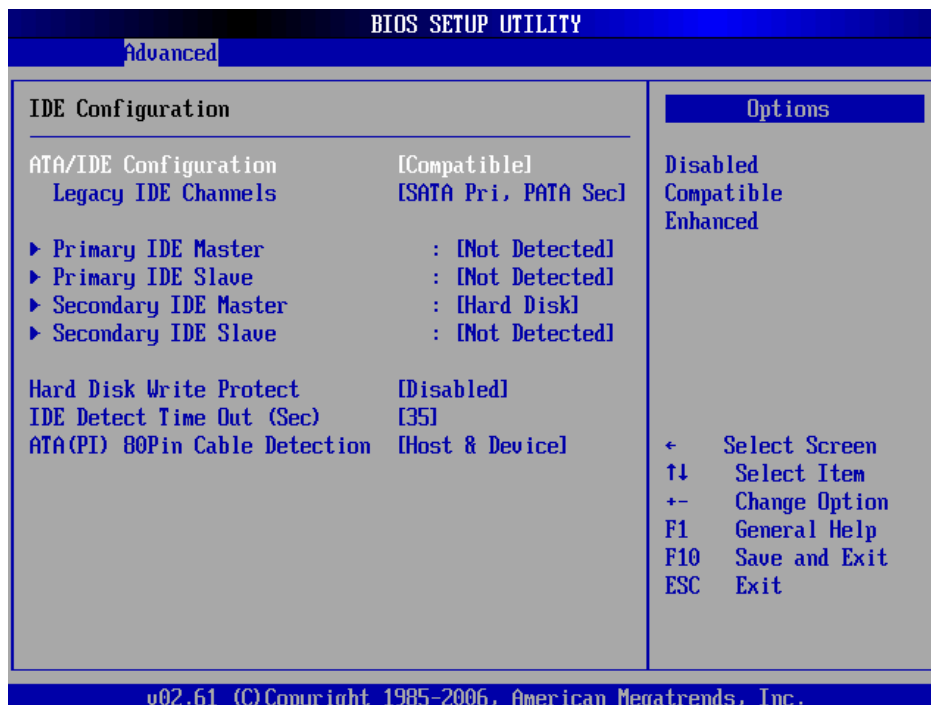 BIOS SETUP UTILITY
Advanced
IDE Configuration
ATA/IDE Configuration [Compatible]
Legacy IDE Channels [SATA Pri, PATA Sec]
▶ Primary IDE Master : [Not Detected]
▶ Primary IDE Slave : [Not Detected]
▶ Secondary IDE Master : [Hard Disk]
▶ Secondary IDE Slave : [Not Detected]
Hard Disk Write Protect [Disabled]
IDE Detect Time Out (Sec) [35]
ATA(PI) 80Pin Cable Detection [Host & Device]
Options
Disabled
Compatible
Enhanced
← Select Screen
↑↓ Select Item
+- Change Option
F1 General Help
F10 Save and Exit
ESC Exit
v02.61 (C)Copyright 1985-2006, American Megatrends, Inc.